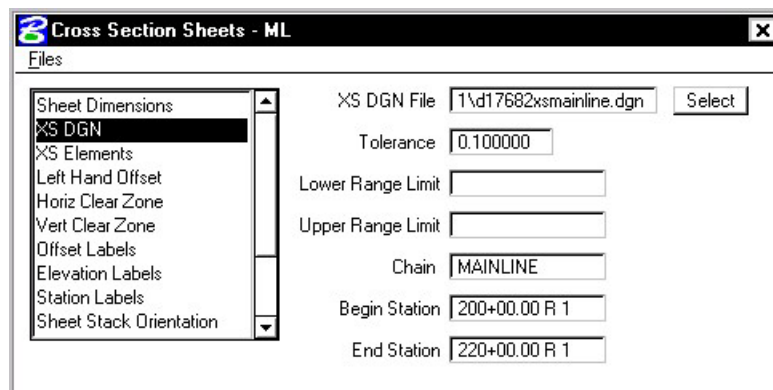 Cross Section Sheets - ML
Files
Sheet Dimensions
XS DGN
XS Elements
Left Hand Offset
Horiz Clear Zone
Vert Clear Zone
Offset Labels
Elevation Labels
Station Labels
Sheet Stack Orientation
XS DGN File 1\d17682xsmainline.dgn Select
Tolerance 0.100000
Lower Range Limit
Upper Range Limit
Chain MAINLINE
Begin Station 200+00.00 R 1
End Station 220+00.00 R 1